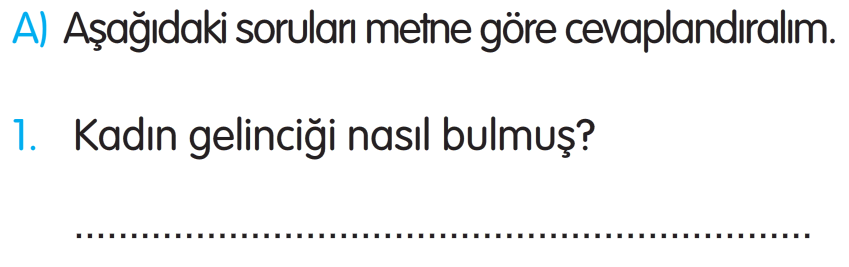 A) Aşağıdaki soruları metne göre cevaplandıralım.
1. Kadın gelinciği nasıl bulmuş?
....................................................................